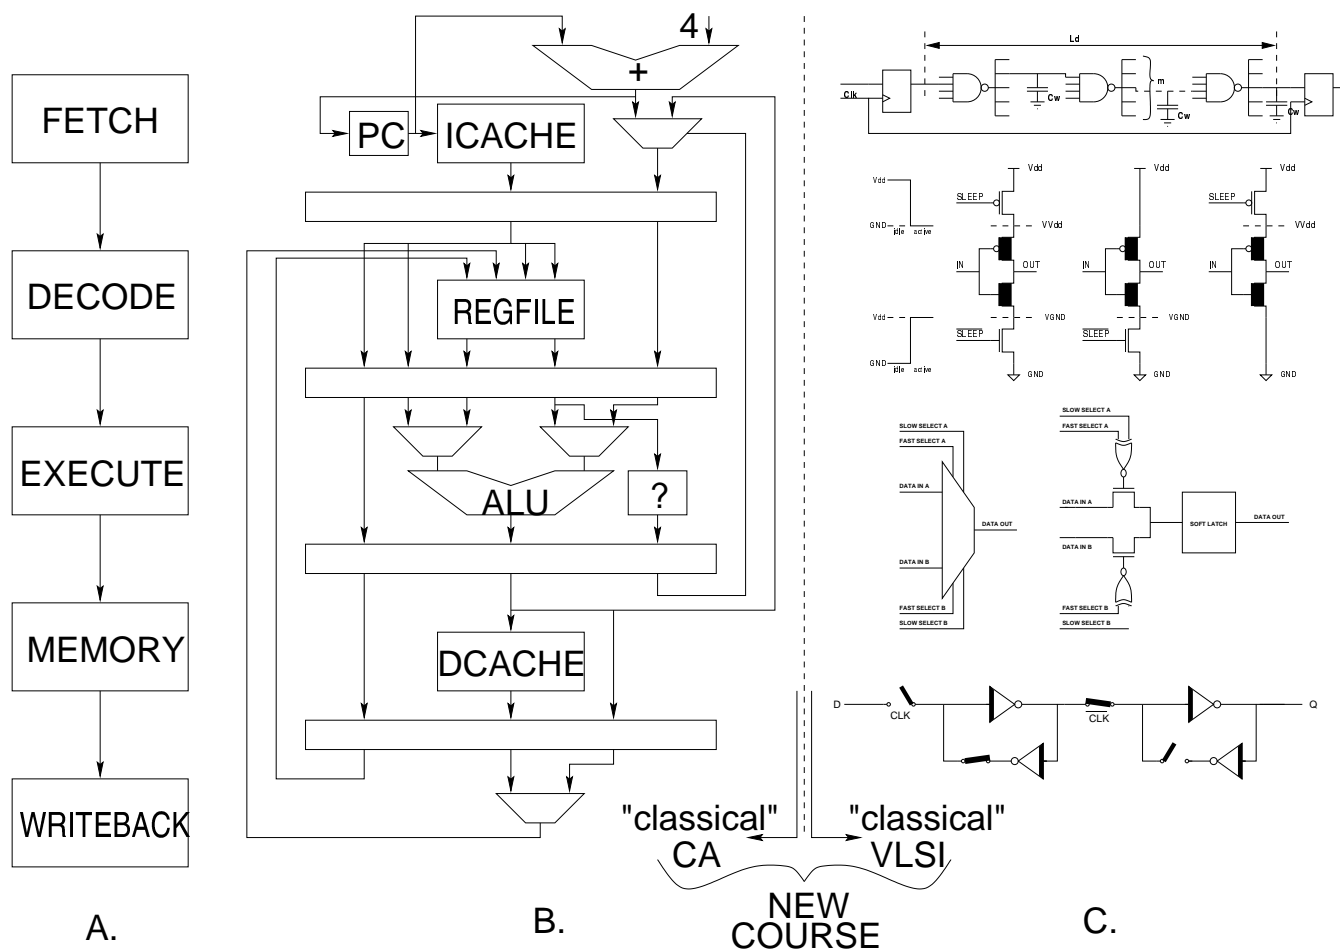 FETCH
DECODE
EXECUTE
MEMORY
WRITEBACK
A.
4
+
PC
ICACHE
REGFILE
ALU
?
DCACHE
B.
"classical"
CA
"classical"
VLSI
NEW
COURSE
Ld
Clk
Cw
m
Cw
Cw
Vdd
GND
idle active
Vdd
GND
idle active
Vdd
SLEEP
VVdd
IN
OUT
VGND
SLEEP
GND
Vdd
IN
OUT
VGND
SLEEP
GND
Vdd
SLEEP
VVdd
IN
OUT
GND
SLOW SELECT A
FAST SELECT A
DATA IN A
DATA OUT
DATA IN B
FAST SELECT B
SLOW SELECT B
SLOW SELECT A
FAST SELECT A
DATA IN A
SOFT LATCH
DATA OUT
DATA IN B
FAST SELECT B
SLOW SELECT B
D
CLK
CLK
Q
C.